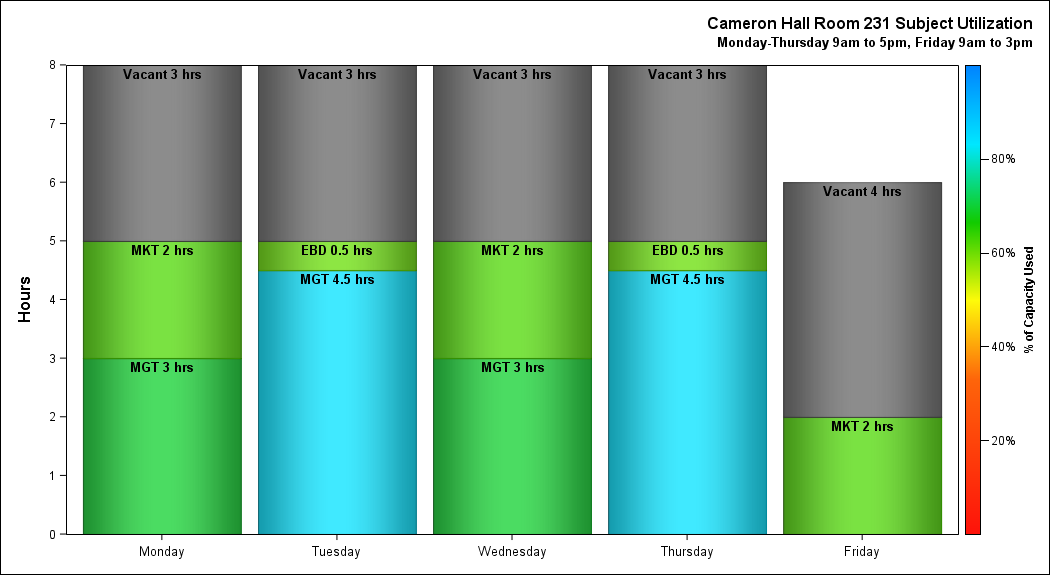 Cameron Hall Room 231 Subject Utilization
Monday-Thursday 9am to 5pm, Friday 9am to 3pm
8
7
6
5
4
3
2
1
0
Hours
Vacant 3 hrs
MKT 2 hrs
MGT 3 hrs
Vacant 3 hrs
EBD 0.5 hrs
MGT 4.5 hrs
Vacant 3 hrs
MKT 2 hrs
MGT 3 hrs
Vacant 3 hrs
EBD 0.5 hrs
MGT 4.5 hrs
Vacant 4 hrs
MKT 2 hrs
Monday
Tuesday
Wednesday
Thursday
Friday
80%
60%
40%
20%
% of Capacity Used